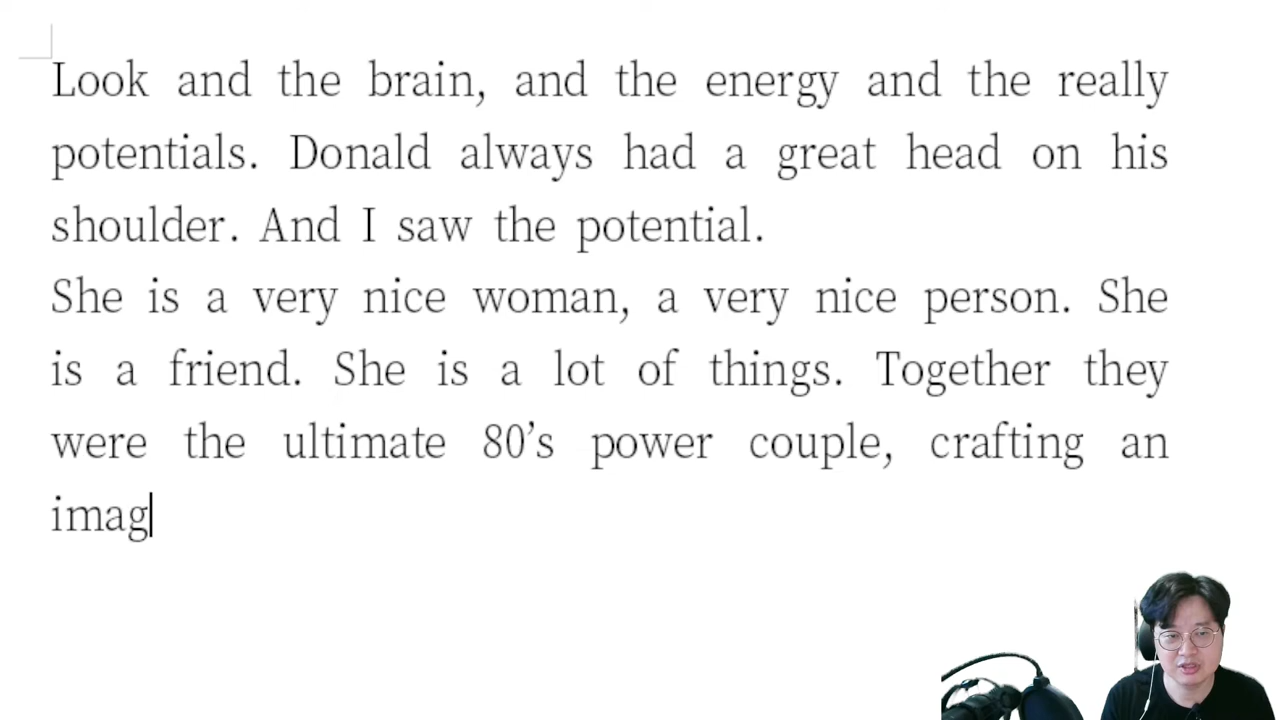 Look and the brain, and the energy and the really
potentials. Donald always had a great head on his
shoulder. And I saw the potential.
She is a very nice woman, a very nice person. She
is a friend. She is a lot of things. Together they
were the ultimate 80’s power couple, crafting an
imag